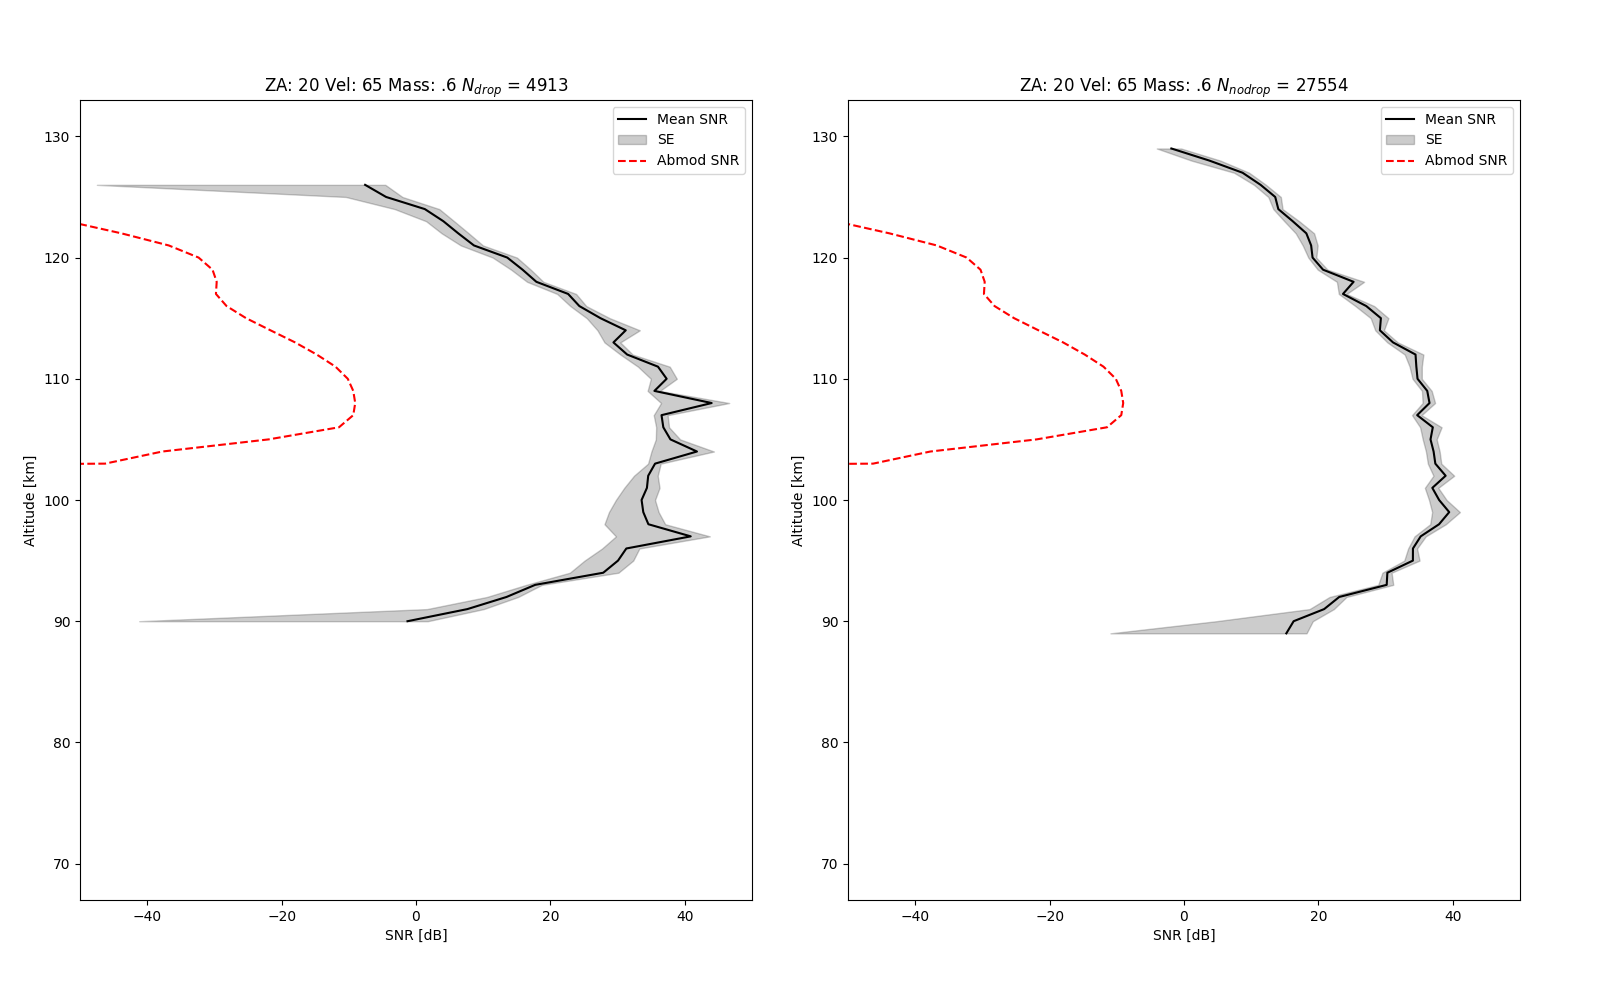 ZA: 20 Vel: 65 Mass: .6 N_drop = 4913
Mean SNR
SE
Abmod SNR
130
120
110
100
90
80
70
Altitude [km]
−40 −20 0 20 40
SNR [dB]
ZA: 20 Vel: 65 Mass: .6 N_nodrop = 27554
Mean SNR
SE
Abmod SNR
130
120
110
100
90
80
70
Altitude [km]
−40 −20 0 20 40
SNR [dB]